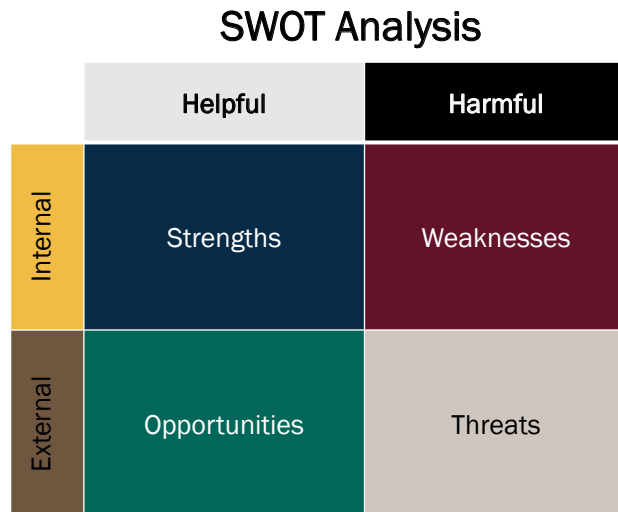 SWOT Analysis
Helpful
Harmful
Internal
Strengths
Weaknesses
External
Opportunities
Threats